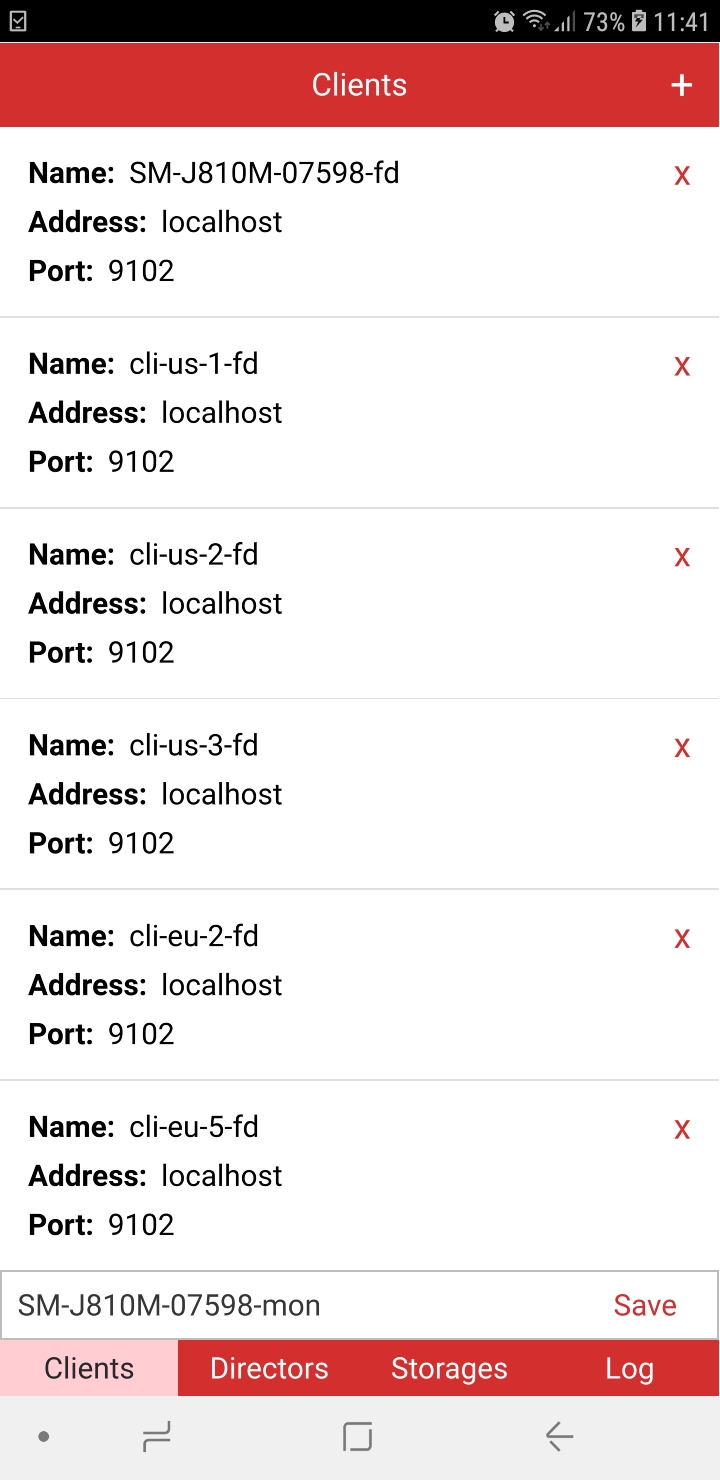 73% 11:41
Clients +
Name: SM-J810M-07598-fd x
Address: localhost
Port: 9102
Name: cli-us-1-fd x
Address: localhost
Port: 9102
Name: cli-us-2-fd x
Address: localhost
Port: 9102
Name: cli-us-3-fd x
Address: localhost
Port: 9102
Name: cli-eu-2-fd x
Address: localhost
Port: 9102
Name: cli-eu-5-fd x
Address: localhost
Port: 9102
SM-J810M-07598-mon Save
Clients Directors Storages Log